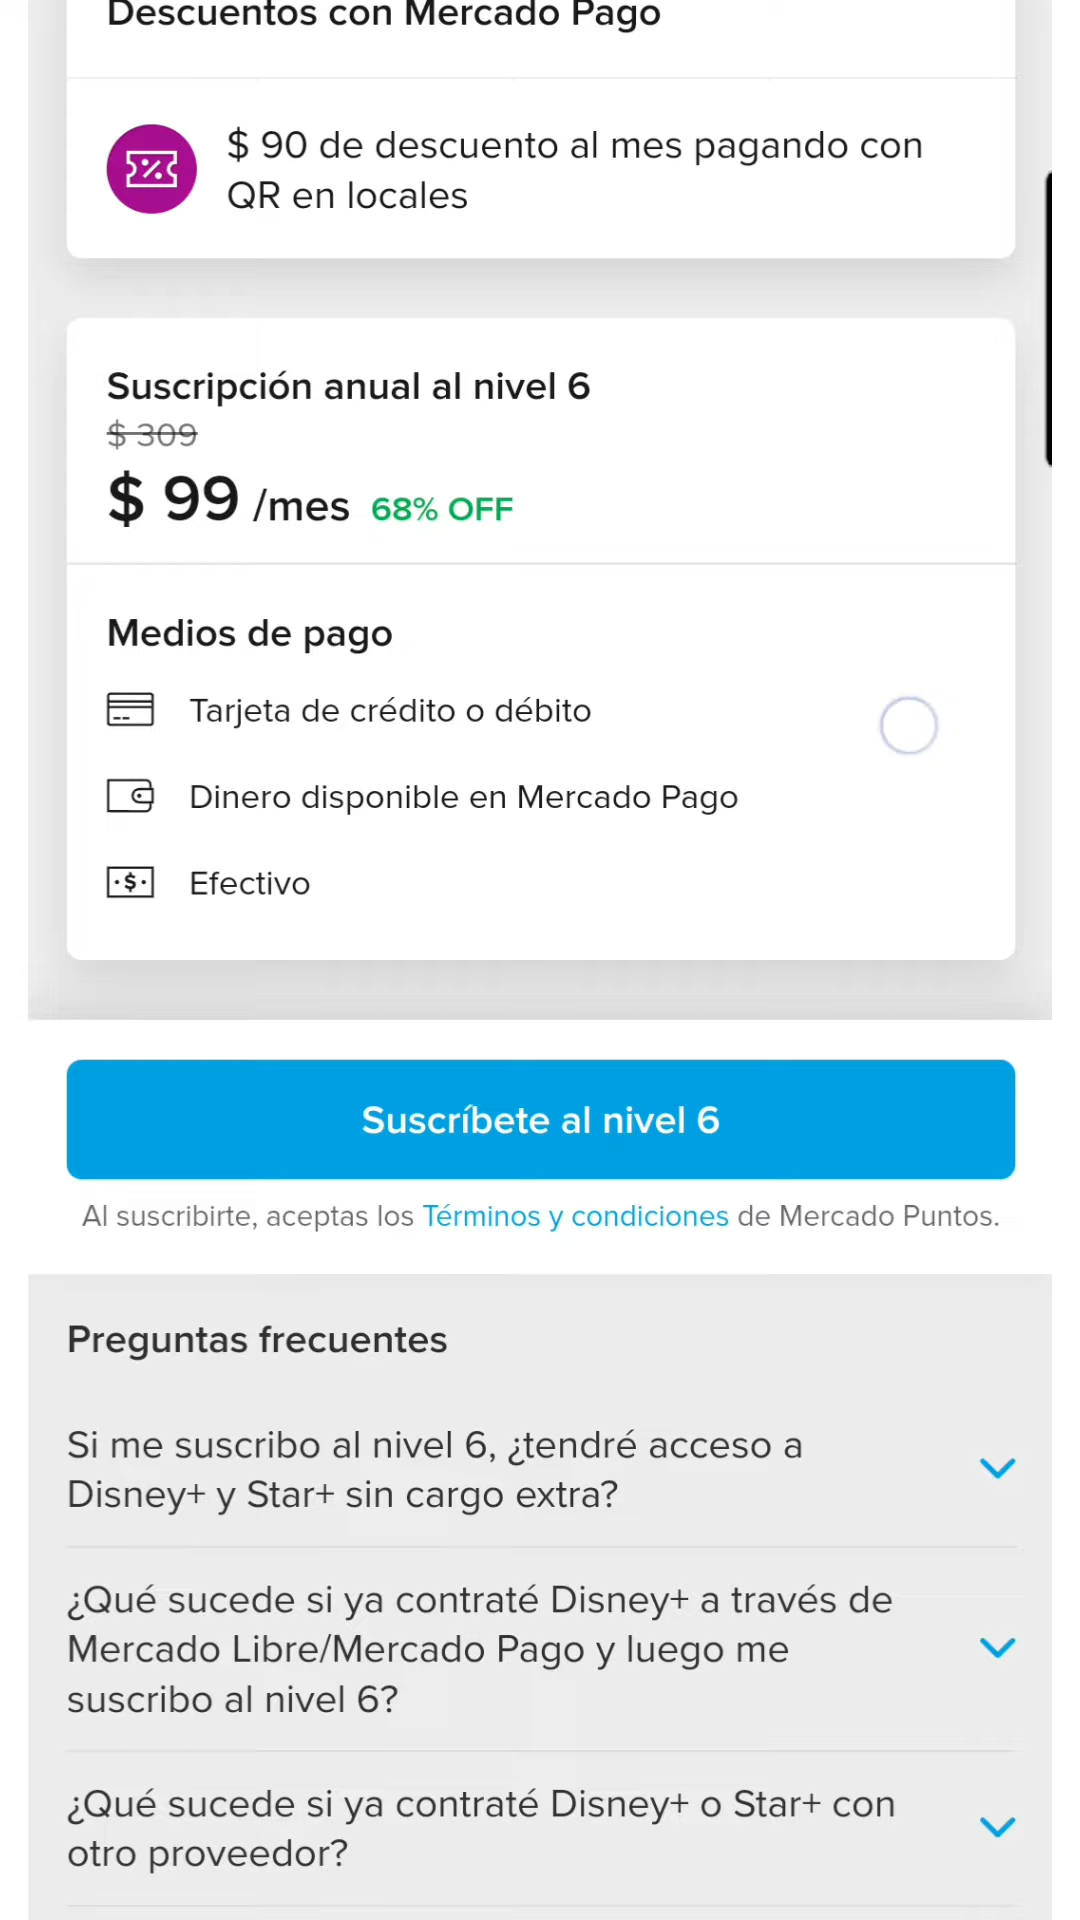 Descuentos con Mercado Pago
$ 90 de descuento al mes pagando con
QR en locales
Suscripción anual al nivel 6
$ 309
$ 99 /mes 68% OFF
Medios de pago
Tarjeta de crédito o débito
Dinero disponible en Mercado Pago
Efectivo
Suscríbete al nivel 6
Al suscribirte, aceptas los Términos y condiciones de Mercado Puntos.
Preguntas frecuentes
Si me suscribo al nivel 6, ¿tendré acceso a
Disney+ y Star+ sin cargo extra?
¿Qué sucede si ya contraté Disney+ a través de
Mercado Libre/Mercado Pago y luego me
suscribo al nivel 6?
¿Qué sucede si ya contraté Disney+ o Star+ con
otro proveedor?